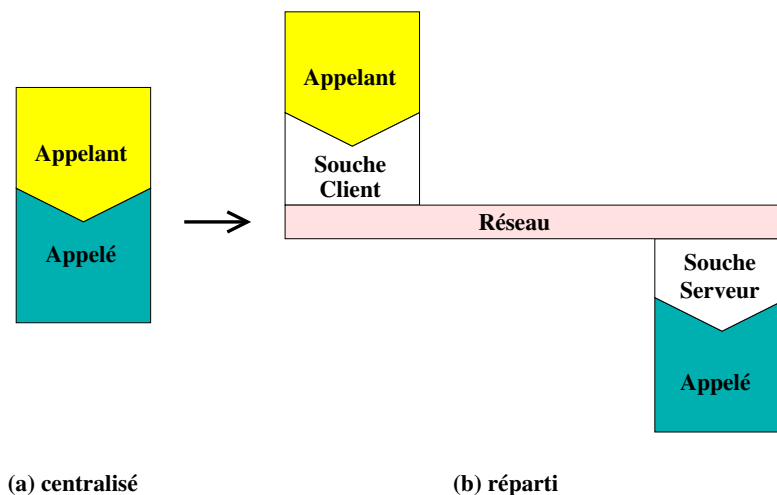 Appelant
Appelé
Appelant
Souche
Client
Réseau
Souche
Serveur
Appelé
(a) centralisé
(b) réparti